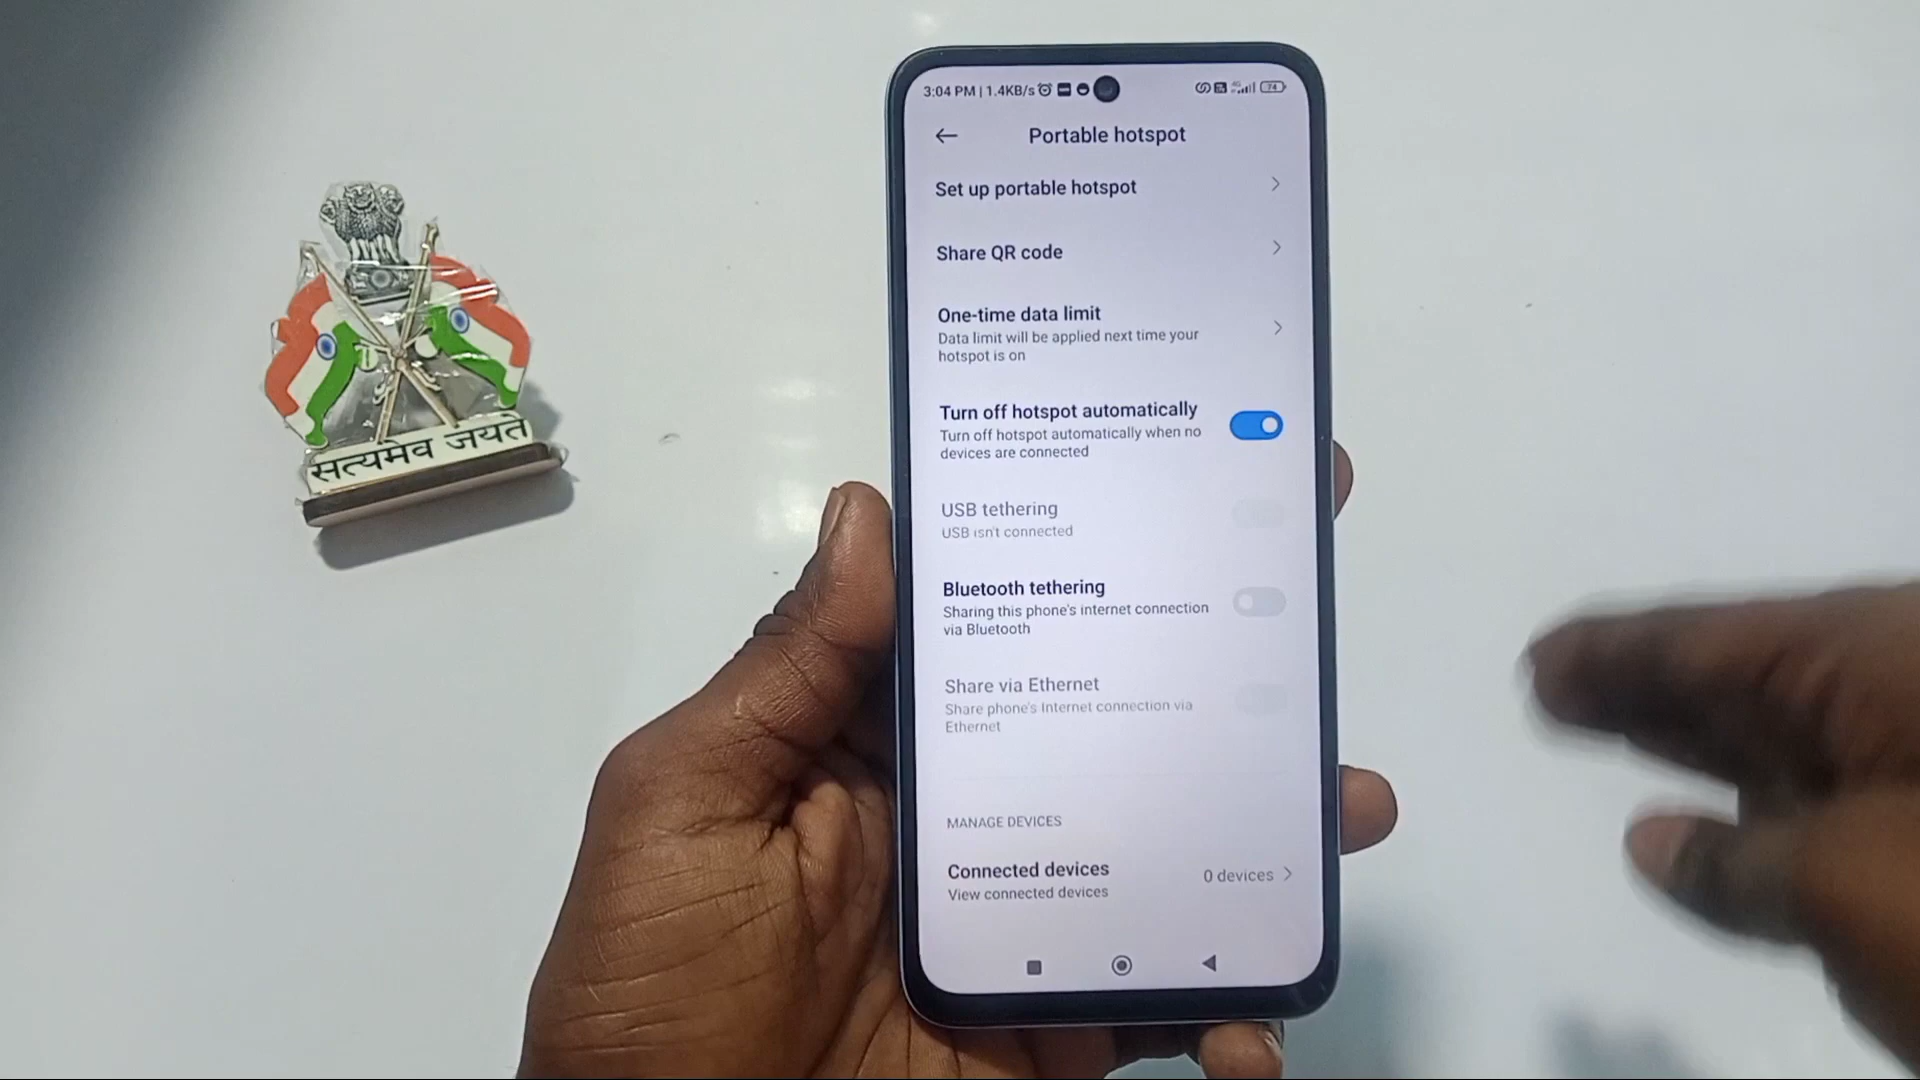 3:04 PM | 1.4KB/s
74
Portable hotspot
Set up portable hotspot
Share QR code
One-time data limit
Data limit will be applied next time your
hotspot is on
Turn off hotspot automatically
Turn off hotspot automatically when no
devices are connected
USB tethering
USB isn't connected
Bluetooth tethering
Sharing this phone's internet connection
via Bluetooth
Share via Ethernet
Share phone's Internet connection via
Ethernet
MANAGE DEVICES
Connected devices
0 devices
View connected devices
सत्यमेव जयते